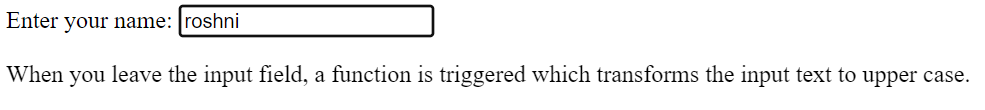 Enter your name: roshni
When you leave the input field, a function is triggered which transforms the input text to upper case.